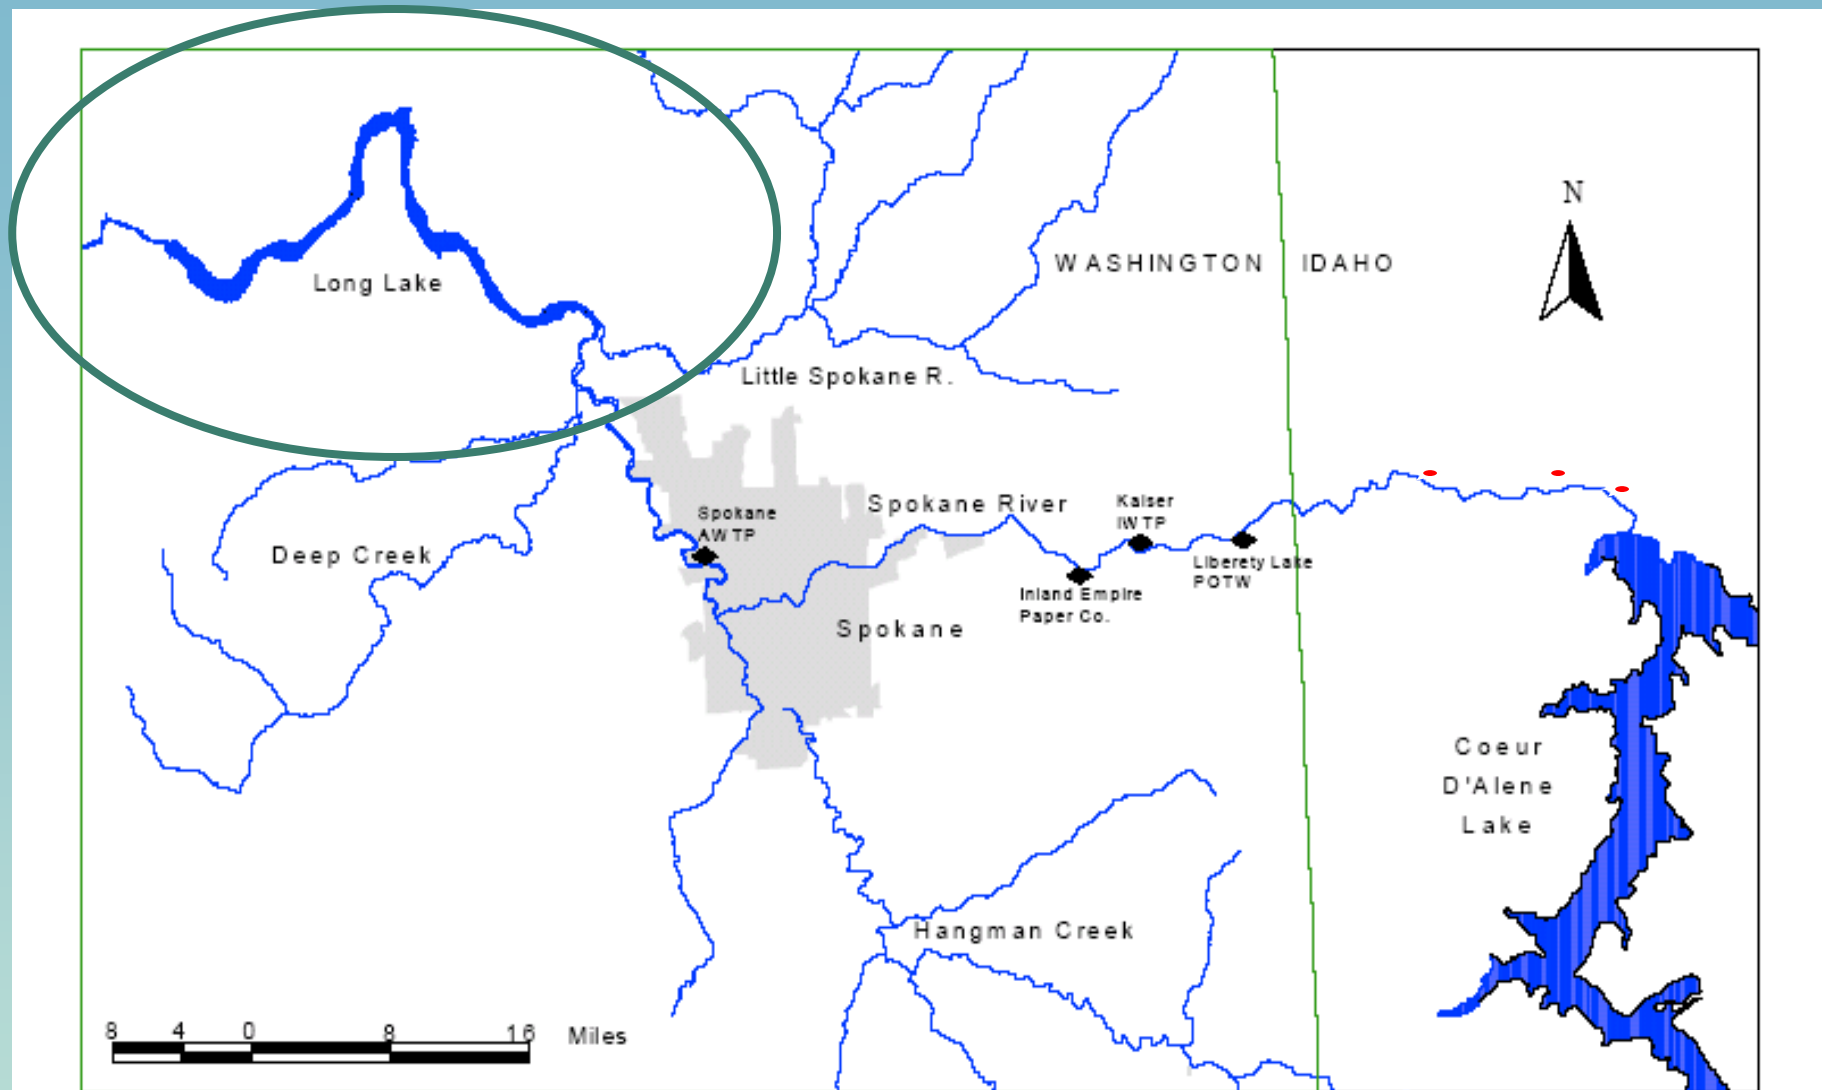 N
WASHINGTON
IDAHO
Long Lake
Little Spokane R.
Spokane River
Kaiser
IWTP
Spokane
AWTP
Liberety Lake
POTW
Deep Creek
Inland Empire
Paper Co.
Spokane
Coeur
D'Alene
Lake
Hangman Creek
8 4 0 8 16 Miles